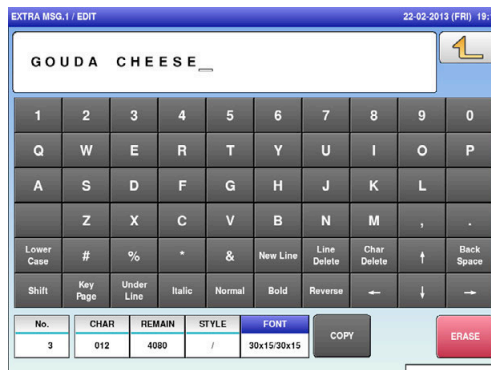 EXTRA MSG.1 / EDIT 22-02-2013 (FRI) 19:
GOUDA CHEESE_
1 2 3 4 5 6 7 8 9 0
Q W E R T Y U I O P
A S D F G H J K L
Z X C V B N M , .
Lower Case # % * & New Line Line Delete Char Delete ↑ Back Space
Shift Key Page Under Line Italic Normal Bold Reverse ← ↓ →
No. CHAR REMAIN STYLE FONT COPY ERASE
3 012 4080 / 30x15/30x15